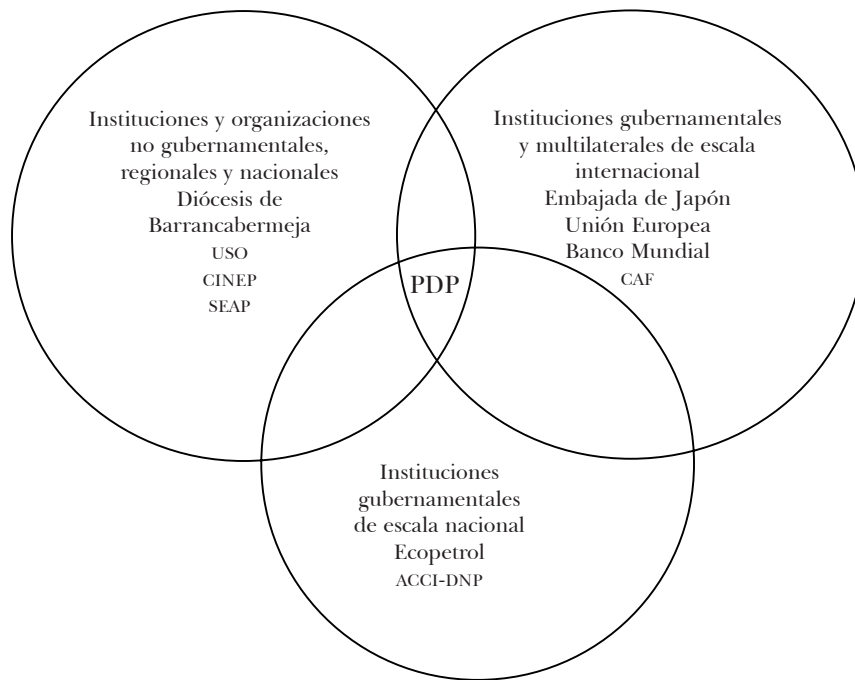 Instituciones y organizaciones
no gubernamentales,
regionales y nacionales
Diócesis de
Barrancabermeja
USO
CINEP
SEAP
Instituciones gubernamentales
y multilaterales de escala
internacional
Embajada de Japón
Unión Europea
Banco Mundial
CAF
PDP
Instituciones
gubernamentales
de escala nacional
Ecopetrol
ACCI-DNP